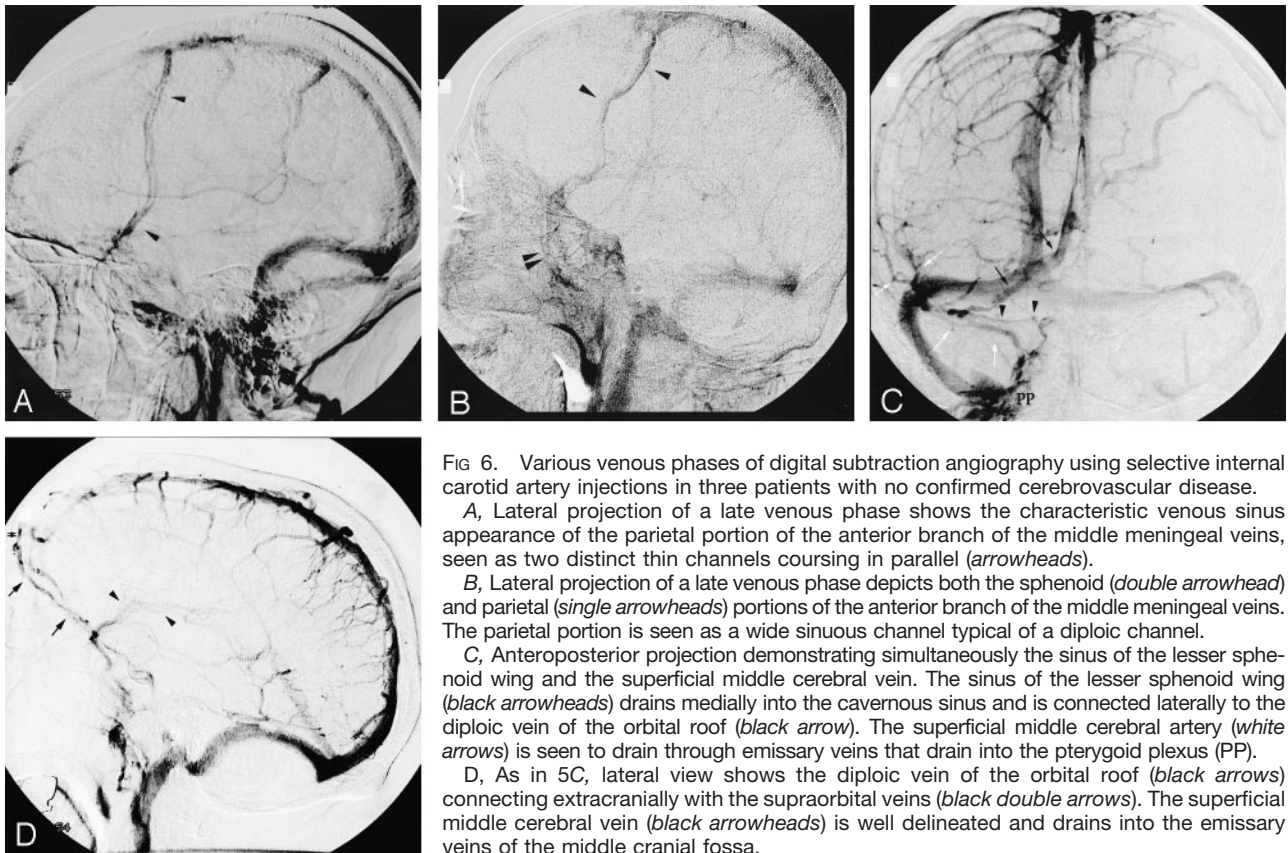 A
B
C
PP
D
FIG 6. Various venous phases of digital subtraction angiography using selective internal
carotid artery injections in three patients with no confirmed cerebrovascular disease.
A, Lateral projection of a late venous phase shows the characteristic venous sinus
appearance of the parietal portion of the anterior branch of the middle meningeal veins,
seen as two distinct thin channels coursing in parallel (arrowheads).
B, Lateral projection of a late venous phase depicts both the sphenoid (double arrowhead)
and parietal (single arrowheads) portions of the anterior branch of the middle meningeal veins.
The parietal portion is seen as a wide sinuous channel typical of a diploic channel.
C, Anteroposterior projection demonstrating simultaneously the sinus of the lesser sphe-
noid wing and the superficial middle cerebral vein. The sinus of the lesser sphenoid wing
(black arrowheads) drains medially into the cavernous sinus and is connected laterally to the
diploic vein of the orbital roof (black arrow). The superficial middle cerebral artery (white
arrows) is seen to drain through emissary veins that drain into the pterygoid plexus (PP).
D, As in 5C, lateral view shows the diploic vein of the orbital roof (black arrows)
connecting extracranially with the supraorbital veins (black double arrows). The superficial
middle cerebral vein (black arrowheads) is well delineated and drains into the emissary
veins of the middle cranial fossa.